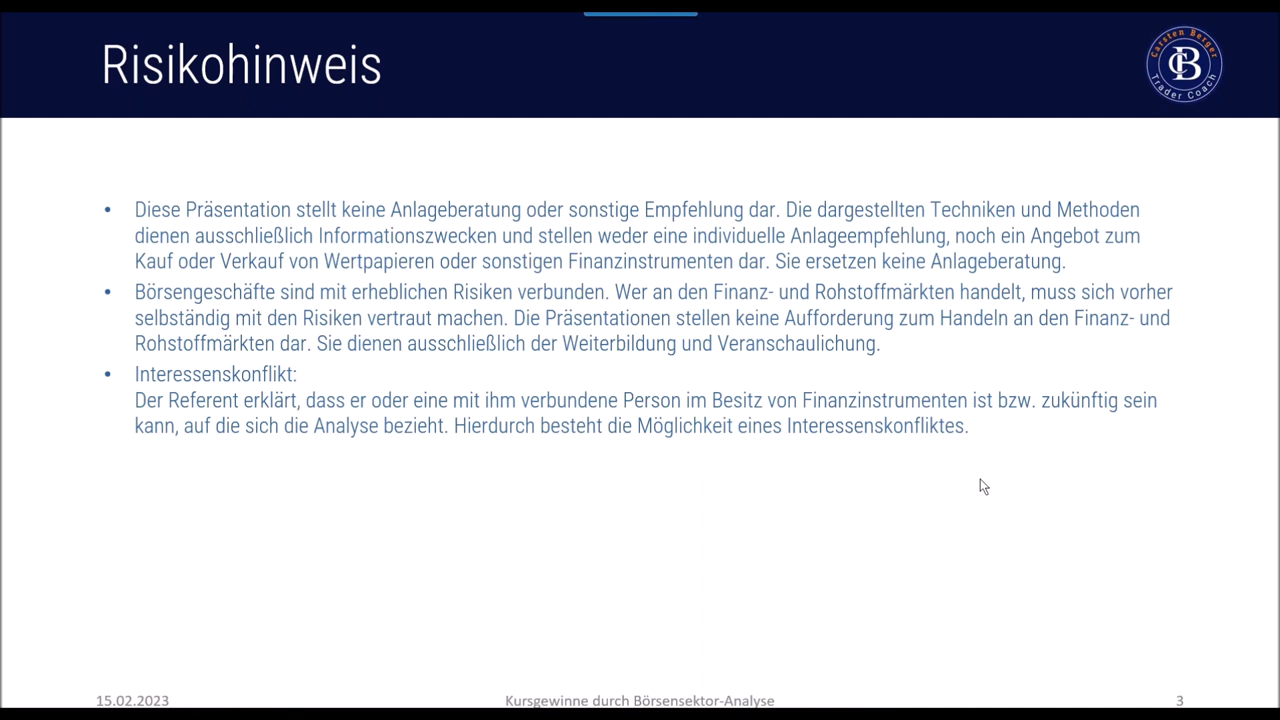 Risikohinweis
Carsten Berger
CB
Trader Coach
• Diese Präsentation stellt keine Anlageberatung oder sonstige Empfehlung dar. Die dargestellten Techniken und Methoden
dienen ausschließlich Informationszwecken und stellen weder eine individuelle Anlageempfehlung, noch ein Angebot zum
Kauf oder Verkauf von Wertpapieren oder sonstigen Finanzinstrumenten dar. Sie ersetzen keine Anlageberatung.
• Börsengeschäfte sind mit erheblichen Risiken verbunden. Wer an den Finanz- und Rohstoffmärkten handelt, muss sich vorher
selbständig mit den Risiken vertraut machen. Die Präsentationen stellen keine Aufforderung zum Handeln an den Finanz- und
Rohstoffmärkten dar. Sie dienen ausschließlich der Weiterbildung und Veranschaulichung.
• Interessenskonflikt:
Der Referent erklärt, dass er oder eine mit ihm verbundene Person im Besitz von Finanzinstrumenten ist bzw. zukünftig sein
kann, auf die sich die Analyse bezieht. Hierdurch besteht die Möglichkeit eines Interessenskonfliktes.
15.02.2023
Kursgewinne durch Börsensektor-Analyse
3